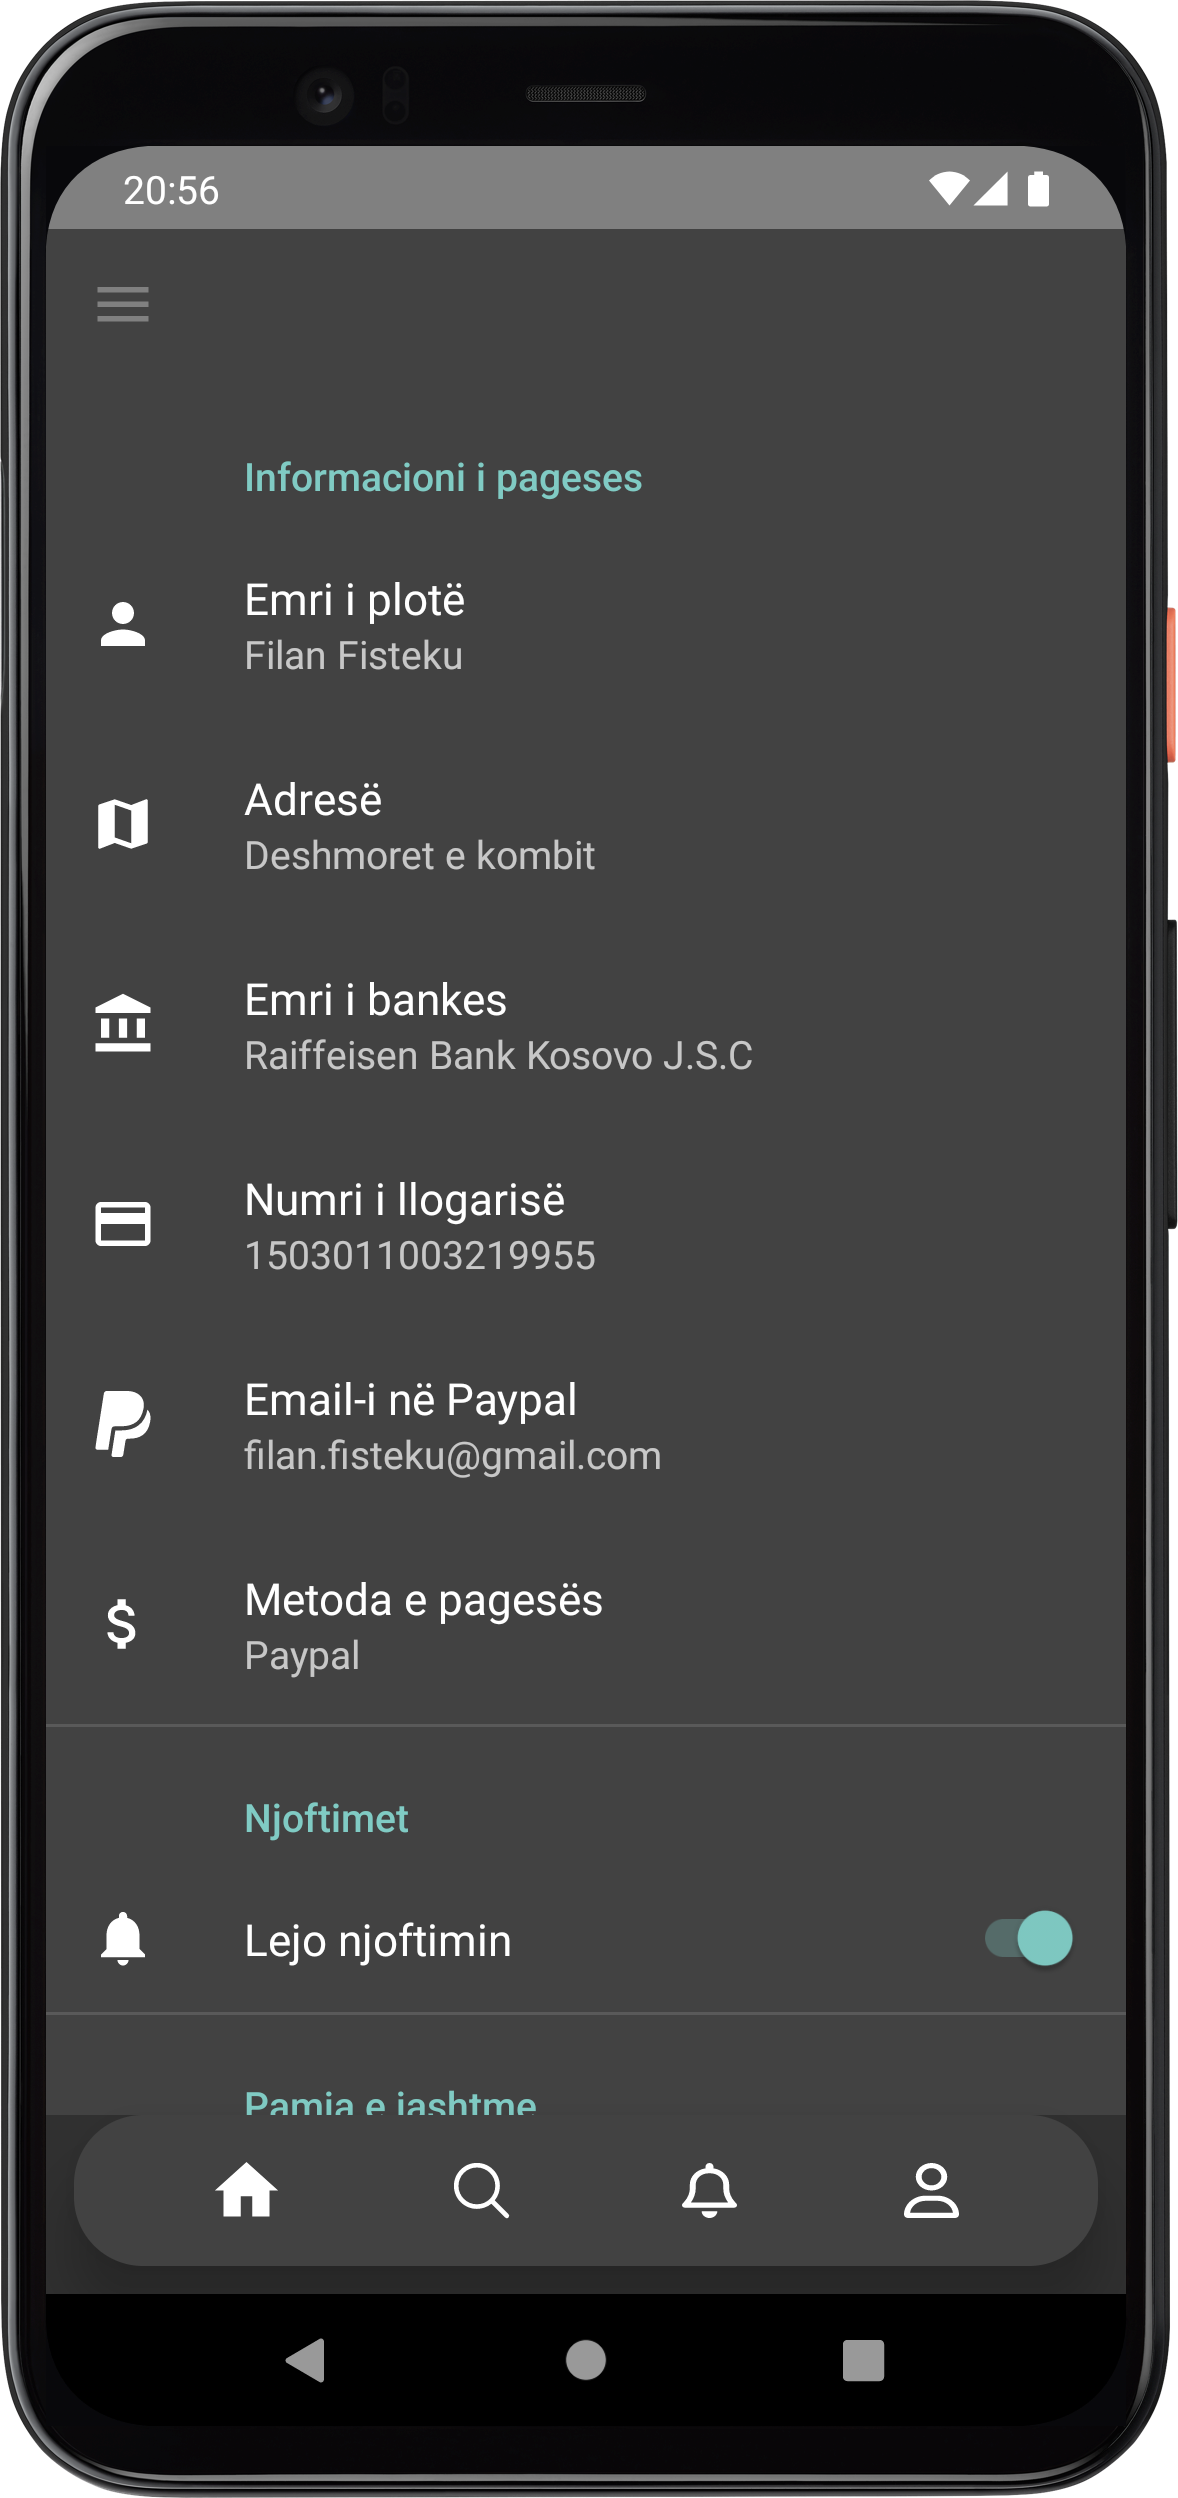 20:56
Informacioni i pageses
Emri i plotë
Filan Fisteku
Adresë
Deshmoret e kombit
Emri i bankes
Raiffeisen Bank Kosovo J.S.C
Numri i llogarisë
1503011003219955
Email-i në Paypal
filan.fisteku@gmail.com
Metoda e pagesës
Paypal
Njoftimet
Lejo njoftimin
Pamja e jashtme